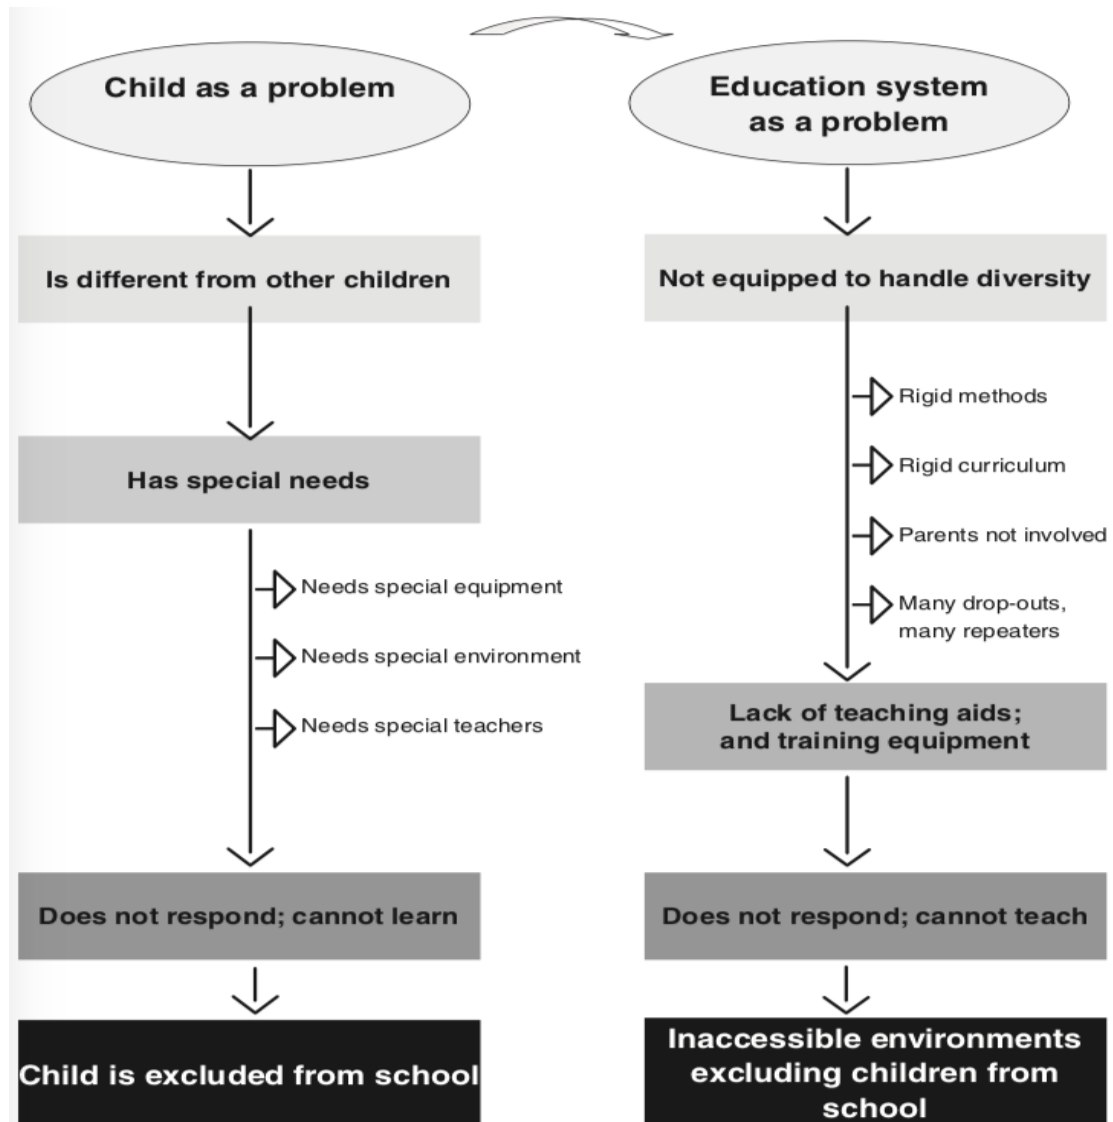 Child as a problem
Is different from other children
Has special needs
Needs special equipment
Needs special environment
Needs special teachers
Does not respond; cannot learn
Child is excluded from school
Education system
as a problem
Not equipped to handle diversity
Rigid methods
Rigid curriculum
Parents not involved
Many drop-outs,
many repeaters
Lack of teaching aids;
and training equipment
Does not respond; cannot teach
Inaccessible environments
excluding children from
school